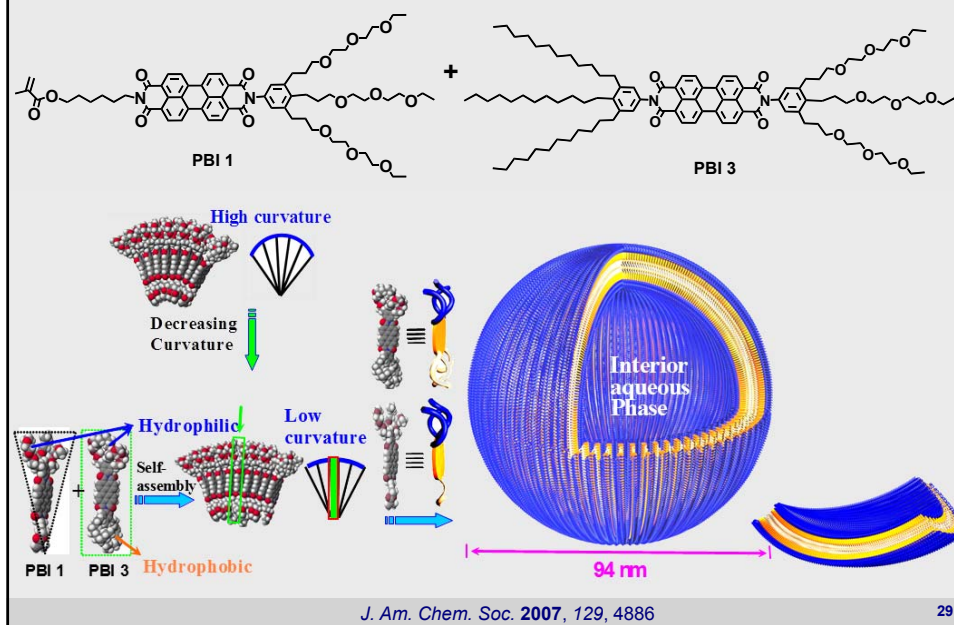 PBI 1
+
PBI 3
High curvature
Decreasing
Curvature
Hydrophilic
Low
curvature
Self-
assembly
+
PBI 1
PBI 3
Hydrophobic
Interior
aqueous
Phase
94 nm
J. Am. Chem. Soc. 2007, 129, 4886
29